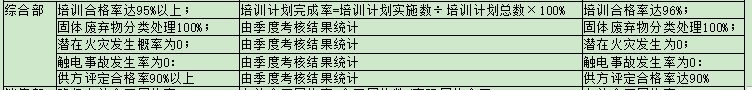 综合部 培训合格率达95%以上; 培训计划完成率=培训计划实施数÷培训计划总数×100% 培训合格率达96%;
固体废弃物分类处理100%; 由季度考核结果统计 固体废弃物分类处理100%;
潜在火灾发生概率为0; 由季度考核结果统计 潜在火灾发生为0;
触电事故发生率为0: 由季度考核结果统计 触电事故发生率为0:
供方评定合格率90%以上 由季度考核结果统计 供方评定合格率达90%